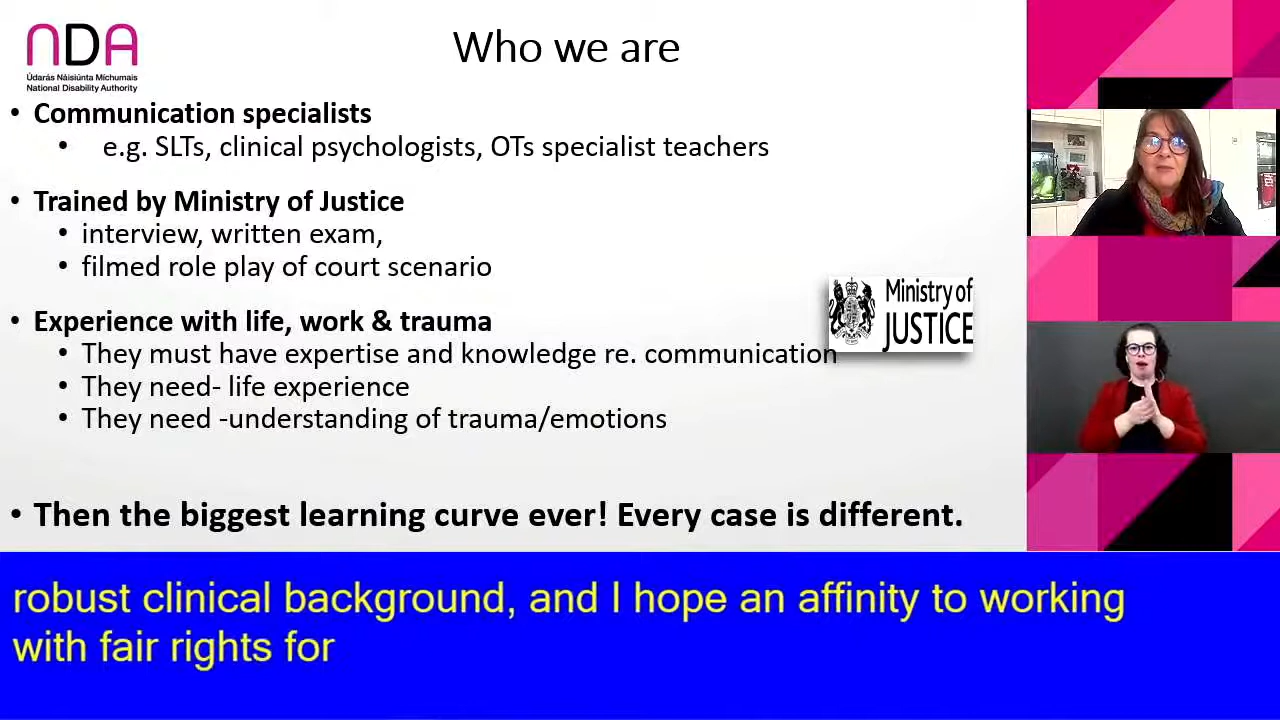 nDA
Údarás Náisiúnta Míchumais
National Disability Authority
Who we are
• Communication specialists
• e.g. SLTs, clinical psychologists, OTs specialist teachers
• Trained by Ministry of Justice
• interview, written exam,
• filmed role play of court scenario
• Experience with life, work & trauma
• They must have expertise and knowledge re. communication
• They need- life experience
• They need -understanding of trauma/emotions
Ministry of
JUSTICE
• Then the biggest learning curve ever! Every case is different.
robust clinical background, and I hope an affinity to working
with fair rights for